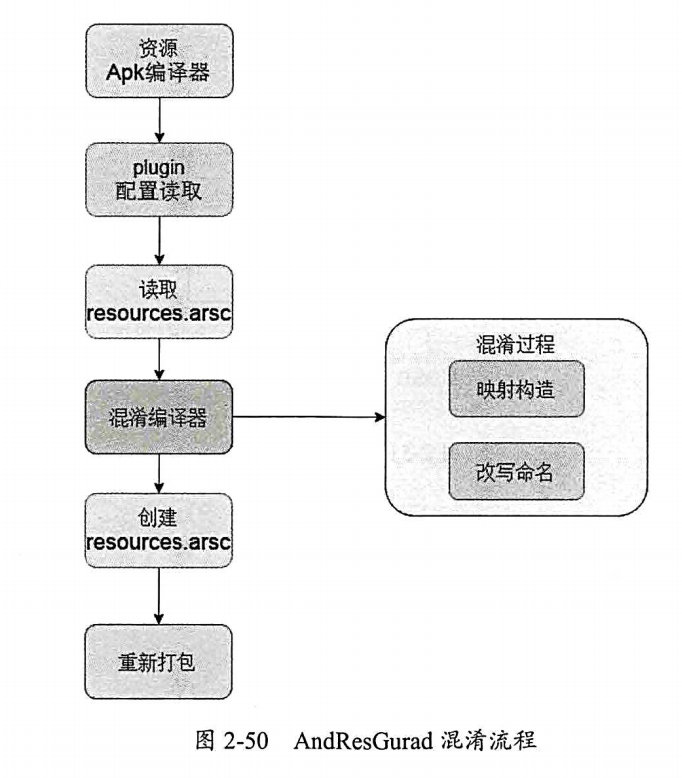 资源
Apk编译器
plugin
配置读取
读取
resources.arsc
混淆过程
映射构造
混淆编译器
改写命名
创建
resources.arsc
重新打包
图 2-50 AndResGurad 混淆流程